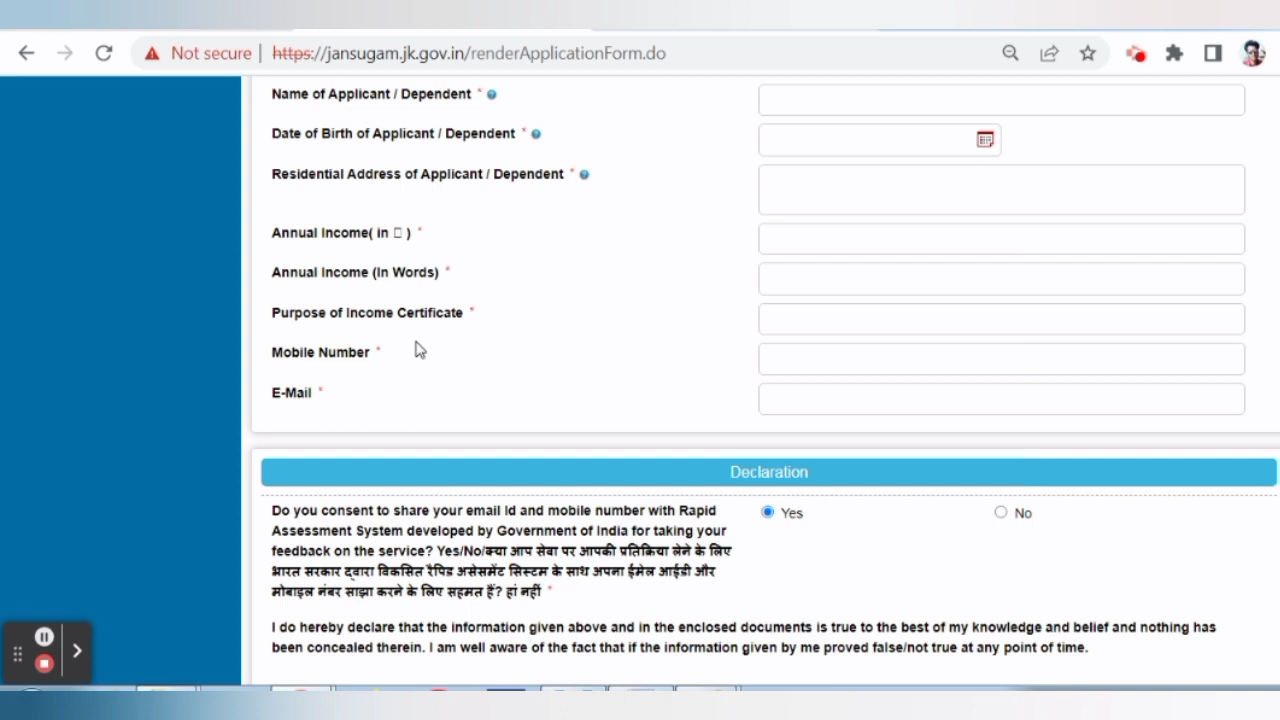 Not secure | https://jansugam.jk.gov.in/renderApplicationForm.do
Name of Applicant / Dependent *
Date of Birth of Applicant / Dependent *
Residential Address of Applicant / Dependent *
Annual Income( in ▯ ) *
Annual Income (In Words) *
Purpose of Income Certificate *
Mobile Number *
E-Mail *
Declaration
Do you consent to share your email Id and mobile number with Rapid
Yes
No
Assessment System developed by Government of India for taking your
feedback on the service? Yes/No/क्या आप सेवा पर आपकी प्रतिक्रिया लेने के लिए
भारत सरकार द्वारा विकसित रैपिड असेसमेंट सिस्टम के साथ अपना ईमेल आईडी और
मोबाइल नंबर साझा करने के लिए सहमत हैं? हां नहीं *
I do hereby declare that the information given above and in the enclosed documents is true to the best of my knowledge and belief and nothing has
been concealed therein. I am well aware of the fact that if the information given by me proved false/not true at any point of time.